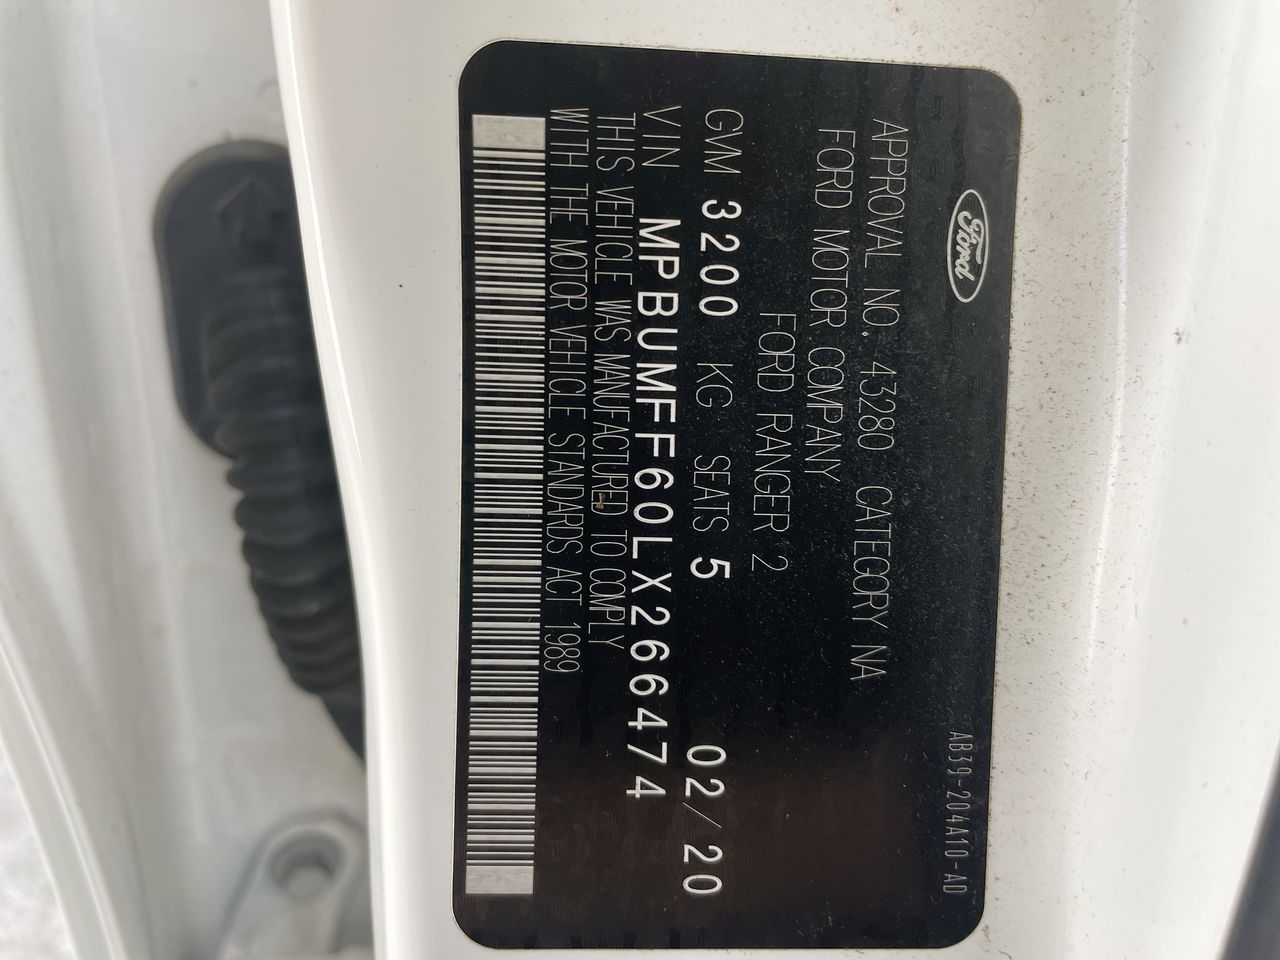 Ford
AB39-204A10-AD
APPROVAL NO. 43280 CATEGORY NA
FORD MOTOR COMPANY
FORD RANGER 2
GVM 3200 KG SEATS 5 02/20
VIN MPBUMFF60LX266474
THIS VEHICLE WAS MANUFACTURED TO COMPLY
WITH THE MOTOR VEHICLE STANDARDS ACT 1989